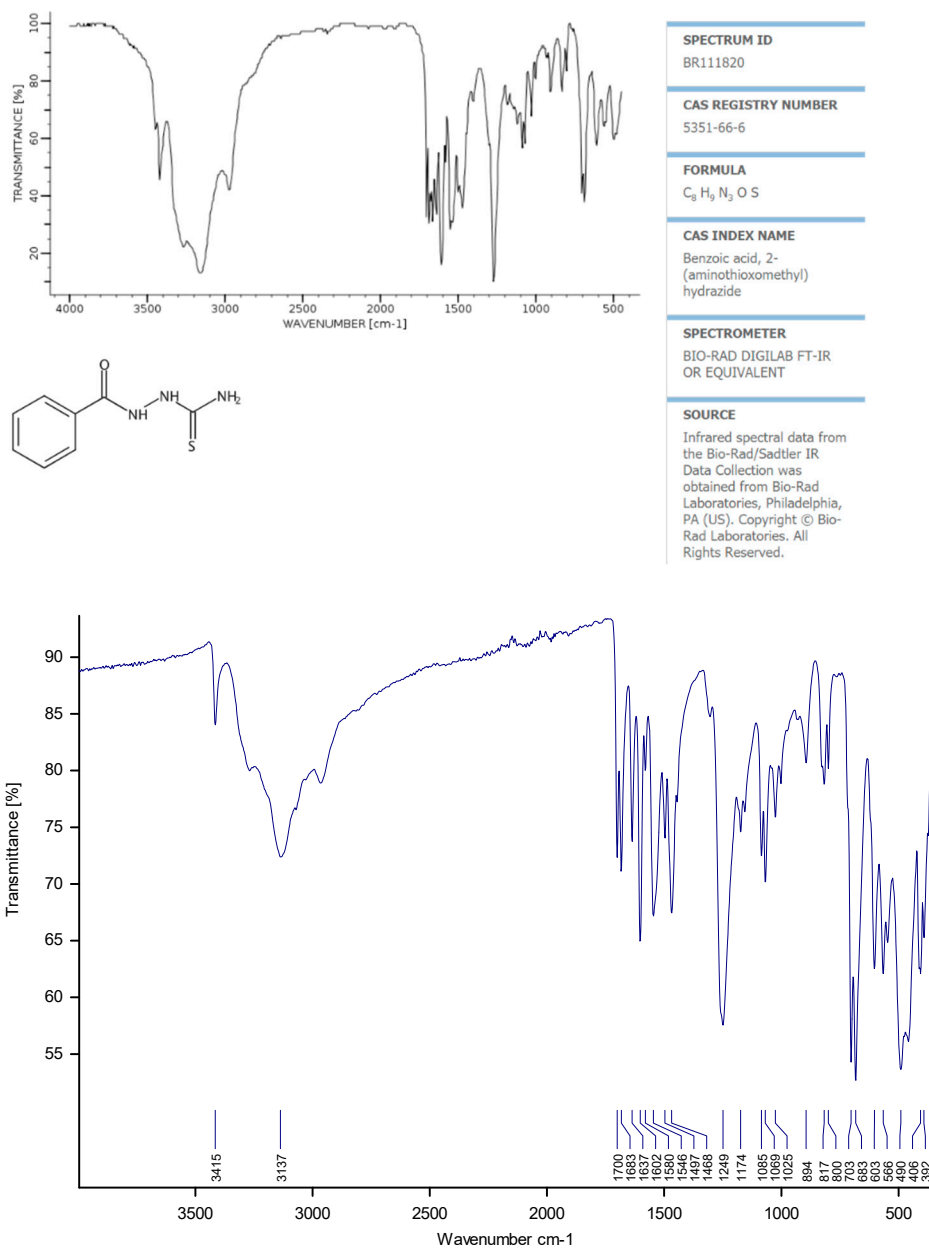 100
80
60
40
20
TRANSMITTANCE [%]
4000
3500
3000
2500
2000
1500
1000
500
WAVENUMBER [cm-1]
O
NH
NH
NH2
S
SPECTRUM ID
BR111820
CAS REGISTRY NUMBER
5351-66-6
FORMULA
C8 H9 N3 O S
CAS INDEX NAME
Benzoic acid, 2-
(aminothioxomethyl)
hydrazide
SPECTROMETER
BIO-RAD DIGILAB FT-IR
OR EQUIVALENT
SOURCE
Infrared spectral data from
the Bio-Rad/Sadtler IR
Data Collection was
obtained from Bio-Rad
Laboratories, Philadelphia,
PA (US). Copyright © Bio-
Rad Laboratories. All
Rights Reserved.
90
85
80
75
70
65
60
55
Transmittance [%]
3415
3137
1700
1683
1637
1602
1580
1546
1497
1468
1249
1174
1085
1069
1025
894
817
800
703
683
603
566
490
406
392
3500
3000
2500
2000
1500
1000
500
Wavenumber cm-1